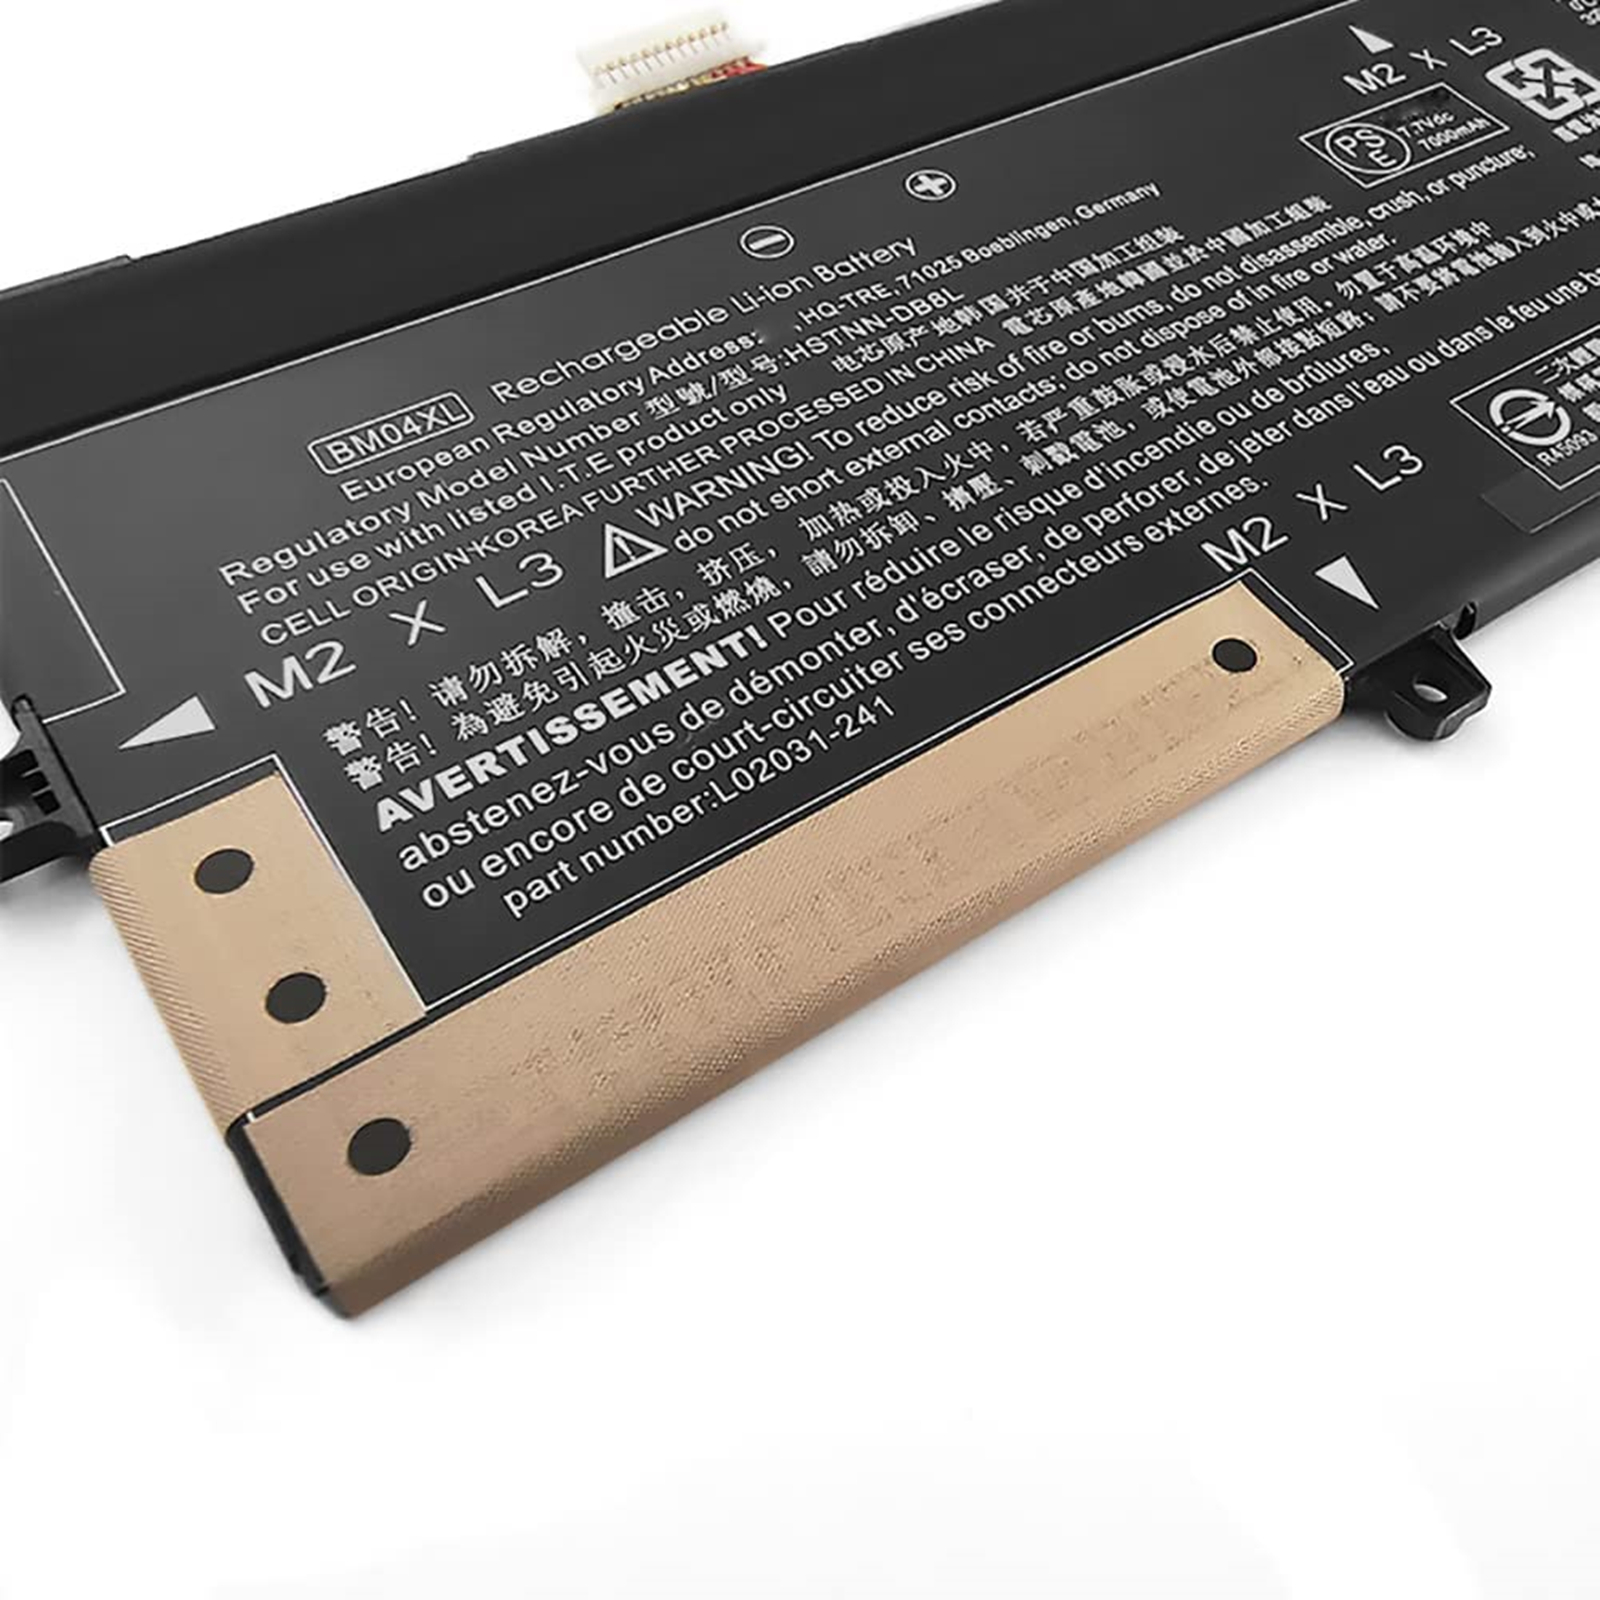 M2 X L3
PS
E
7.7Vdc
7000mAh
BM04XL Rechargeable Li-ion Battery
European Regulatory Address: ,HQ-TRE,71025 Boeblingen,Germany
Regulatory Model Number 型號/型号:HSTNN-DB8L
For use with listed I.T.E product only 电芯原产地韩国并于中国加工组装
CELL ORIGIN-KOREA FURTHER PROCESSED IN CHINA 電芯原產地韓國並於中國加工組裝
M2 X L3
WARNING! To reduce risk of fire or burns, do not disassemble, crush, or puncture;
do not short external contacts; do not dispose of in fire or water.
警告! 请勿拆解，撞击，挤压，加热或投入火中，若严重鼓胀或浸水后禁止使用，勿置于高温环境中
警告! 為避免引起火災或燃燒，請勿拆卸、擠壓、刺戳電池，或使電池外部接點短路；請不要將電池輸入到火中或
AVERTISSEMENT! Pour réduire le risque d'incendie ou de brûlures,
abstenez-vous de démonter, d'écraser, de perforer, de jeter dans l'eau ou dans le feu une
ou encore de court-circuiter ses connecteurs externes.
part number:L02031-241
M2 X L3
R45093